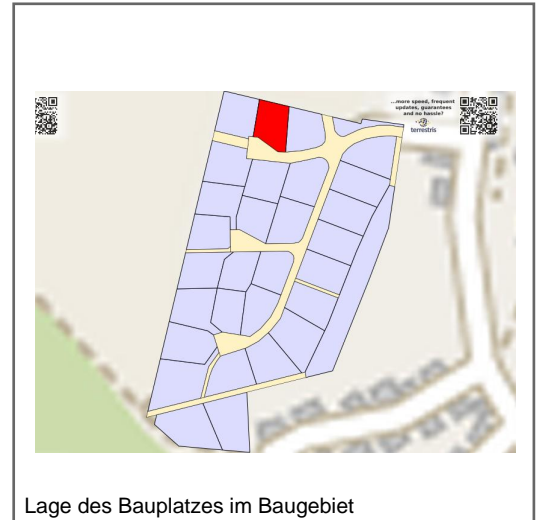 ...more speed, frequent
updates, guarantees
and no hassle?
terrestris
Lage des Bauplatzes im Baugebiet